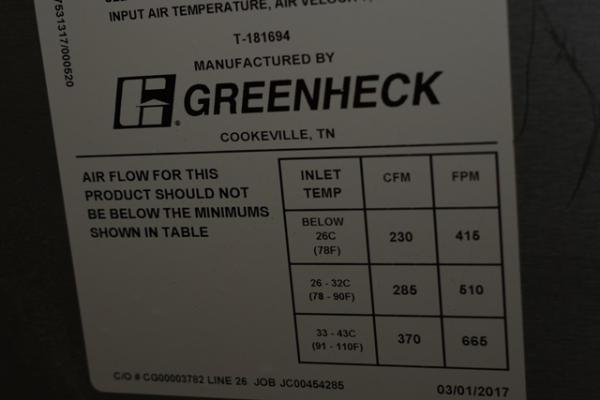 INPUT AIR TEMPERATURE, AIR VELOCITY,
7531317/000520
T-181694
MANUFACTURED BY
GREENHECK
®
COOKEVILLE, TN
AIR FLOW FOR THIS
PRODUCT SHOULD NOT
BE BELOW THE MINIMUMS
SHOWN IN TABLE
INLET TEMP CFM FPM
BELOW 26C (78F) 230 415
26 - 32C (78 - 90F) 285 510
33 - 43C (91 - 110F) 370 665
C/O # CG00003782 LINE 26 JOB JC00454285
03/01/2017